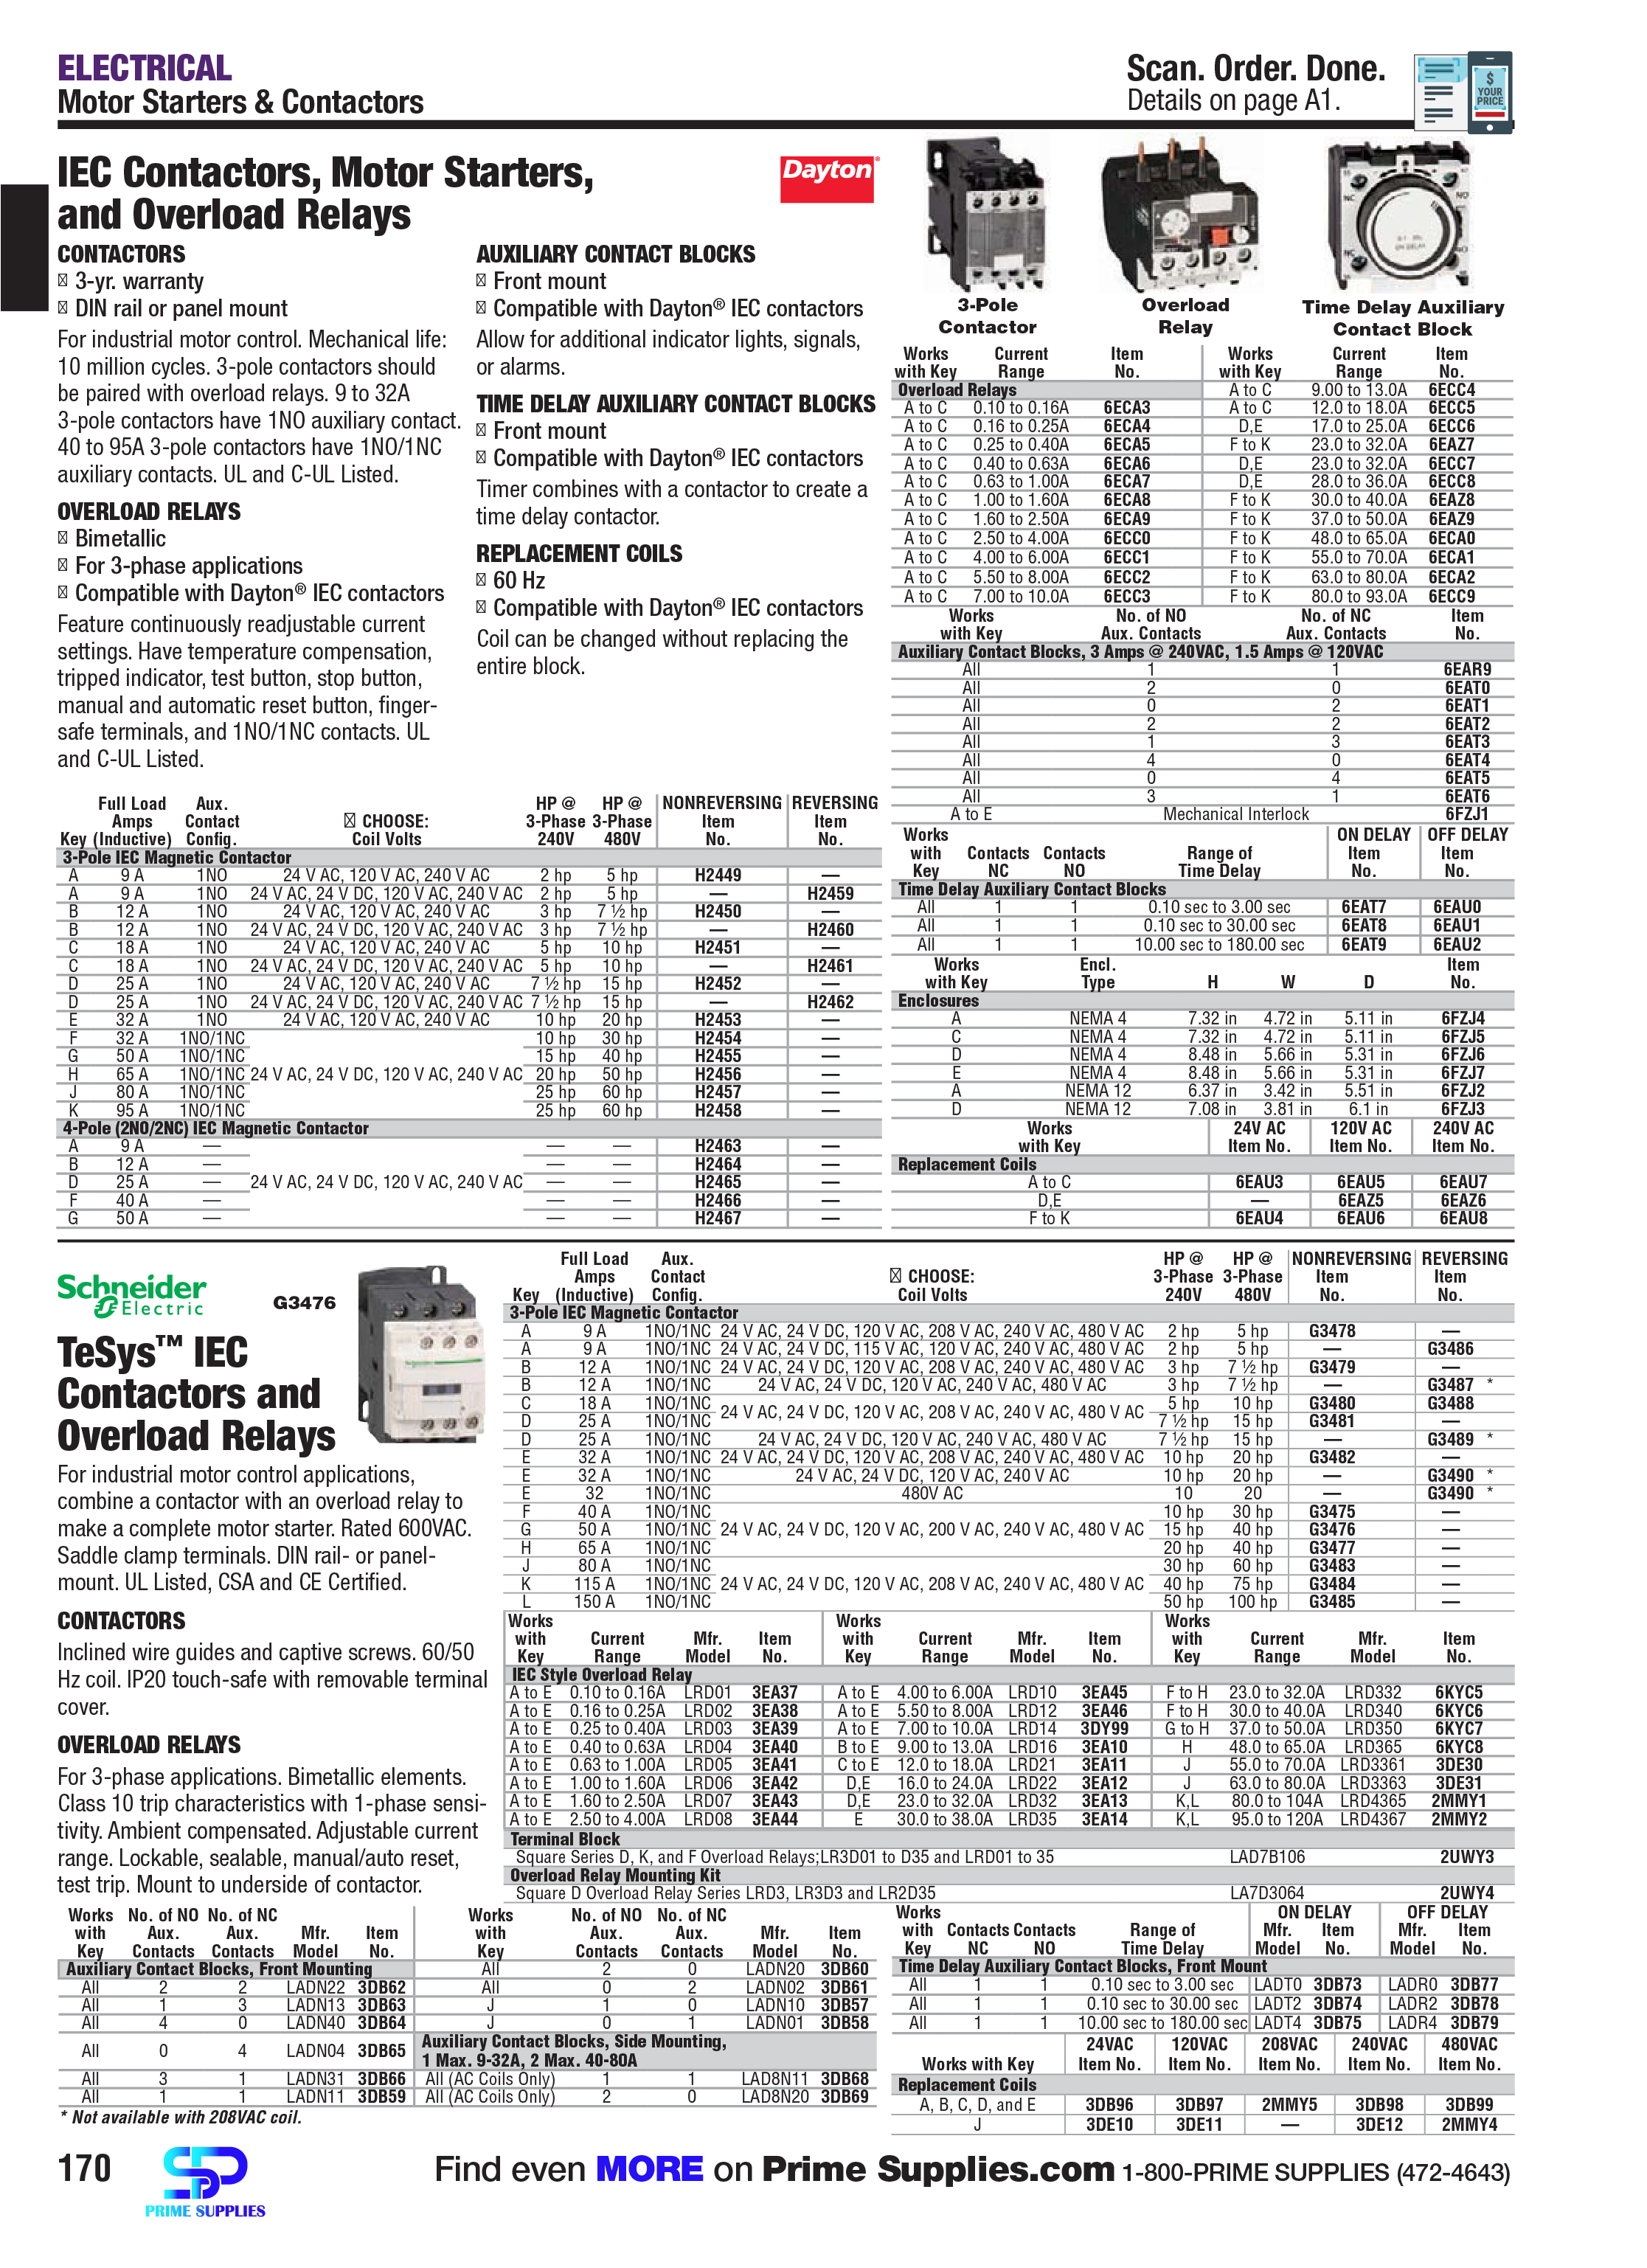 ELECTRICAL
Motor Starters & Contactors
Scan. Order. Done.
Details on page A1.
$
YOUR
PRICE
IEC Contactors, Motor Starters,
and Overload Relays
Dayton®
CONTACTORS
3-yr. warranty
DIN rail or panel mount
For industrial motor control. Mechanical life:
10 million cycles. 3-pole contactors should
be paired with overload relays. 9 to 32A
3-pole contactors have 1NO auxiliary contact.
40 to 95A 3-pole contactors have 1NO/1NC
auxiliary contacts. UL and C-UL Listed.
OVERLOAD RELAYS
Bimetallic
For 3-phase applications
Compatible with Dayton® IEC contactors
Feature continuously readjustable current
settings. Have temperature compensation,
tripped indicator, test button, stop button,
manual and automatic reset button, finger-
safe terminals, and 1NO/1NC contacts. UL
and C-UL Listed.
AUXILIARY CONTACT BLOCKS
Front mount
Compatible with Dayton® IEC contactors
Allow for additional indicator lights, signals,
or alarms.
TIME DELAY AUXILIARY CONTACT BLOCKS
Front mount
Compatible with Dayton® IEC contactors
Timer combines with a contactor to create a
time delay contactor.
REPLACEMENT COILS
60 Hz
Compatible with Dayton® IEC contactors
Coil can be changed without replacing the
entire block.
3-Pole
Contactor
Overload
Relay
Time Delay Auxiliary
Contact Block
Works Current Item Works Current Item
with Key Range No. with Key Range No.
Overload Relays A to C 9.00 to 13.0A 6ECC4
A to C 0.10 to 0.16A 6ECA3 A to C 12.0 to 18.0A 6ECC5
A to C 0.16 to 0.25A 6ECA4 D,E 17.0 to 25.0A 6ECC6
A to C 0.25 to 0.40A 6ECA5 F to K 23.0 to 32.0A 6EAZ7
A to C 0.40 to 0.63A 6ECA6 D,E 23.0 to 32.0A 6ECC7
A to C 0.63 to 1.00A 6ECA7 D,E 28.0 to 36.0A 6ECC8
A to C 1.00 to 1.60A 6ECA8 F to K 30.0 to 40.0A 6EAZ8
A to C 1.60 to 2.50A 6ECA9 F to K 37.0 to 50.0A 6EAZ9
A to C 2.50 to 4.00A 6ECC0 F to K 48.0 to 65.0A 6ECA0
A to C 4.00 to 6.00A 6ECC1 F to K 55.0 to 70.0A 6ECA1
A to C 5.50 to 8.00A 6ECC2 F to K 63.0 to 80.0A 6ECA2
A to C 7.00 to 10.0A 6ECC3 F to K 80.0 to 93.0A 6ECC9
Works No. of NO No. of NC Item
with Key Aux. Contacts Aux. Contacts No.
Auxiliary Contact Blocks, 3 Amps @ 240VAC, 1.5 Amps @ 120VAC
All 1 1 6EAR9
All 2 0 6EAT0
All 0 2 6EAT1
All 2 2 6EAT2
All 1 3 6EAT3
All 4 0 6EAT4
All 0 4 6EAT5
All 3 1 6EAT6
A to E Mechanical Interlock 6FZJ1
Works ON DELAY OFF DELAY
with Contacts Contacts Range of Item Item
Key NC NO Time Delay No. No.
Time Delay Auxiliary Contact Blocks
All 1 1 0.10 sec to 3.00 sec 6EAT7 6EAU0
All 1 1 0.10 sec to 30.00 sec 6EAT8 6EAU1
All 1 1 10.00 sec to 180.00 sec 6EAT9 6EAU2
Works Encl. Item
with Key Type H W D No.
Enclosures
A NEMA 4 7.32 in 4.72 in 5.11 in 6FZJ4
C NEMA 4 7.32 in 4.72 in 5.11 in 6FZJ5
D NEMA 4 8.48 in 5.66 in 5.31 in 6FZJ6
E NEMA 4 8.48 in 5.66 in 5.31 in 6FZJ7
A NEMA 12 6.37 in 3.42 in 5.51 in 6FZJ2
D NEMA 12 7.08 in 3.81 in 6.1 in 6FZJ3
Works 24V AC 120V AC 240V AC
with Key Item No. Item No. Item No.
Replacement Coils
A to C 6EAU3 6EAU5 6EAU7
D,E — 6EAZ5 6EAZ6
F to K 6EAU4 6EAU6 6EAU8
Full Load Aux. HP @ HP @ NONREVERSING REVERSING
Amps Contact CHOOSE: 3-Phase 3-Phase Item Item
Key (Inductive) Config. Coil Volts 240V 480V No. No.
3-Pole IEC Magnetic Contactor
A 9 A 1NO 24 V AC, 120 V AC, 240 V AC 2 hp 5 hp H2449 —
A 9 A 1NO 24 V AC, 24 V DC, 120 V AC, 240 V AC 2 hp 5 hp — H2459
B 12 A 1NO 24 V AC, 120 V AC, 240 V AC 3 hp 7 ½ hp H2450 —
B 12 A 1NO 24 V AC, 24 V DC, 120 V AC, 240 V AC 3 hp 7 ½ hp — H2460
C 18 A 1NO 24 V AC, 120 V AC, 240 V AC 5 hp 10 hp H2451 —
C 18 A 1NO 24 V AC, 24 V DC, 120 V AC, 240 V AC 5 hp 10 hp — H2461
D 25 A 1NO 24 V AC, 120 V AC, 240 V AC 7 ½ hp 15 hp H2452 —
D 25 A 1NO 24 V AC, 24 V DC, 120 V AC, 240 V AC 7 ½ hp 15 hp — H2462
E 32 A 1NO 24 V AC, 120 V AC, 240 V AC 10 hp 20 hp H2453 —
F 32 A 1NO/1NC 10 hp 30 hp H2454 —
G 50 A 1NO/1NC 15 hp 40 hp H2455 —
H 65 A 1NO/1NC 24 V AC, 24 V DC, 120 V AC, 240 V AC 20 hp 50 hp H2456 —
J 80 A 1NO/1NC 25 hp 60 hp H2457 —
K 95 A 1NO/1NC 25 hp 60 hp H2458 —
4-Pole (2NO/2NC) IEC Magnetic Contactor
A 9 A — — — H2463 —
B 12 A — — — H2464 —
D 25 A — 24 V AC, 24 V DC, 120 V AC, 240 V AC — — H2465 —
F 40 A — — — H2466 —
G 50 A — — — H2467 —
Schneider
Electric
G3476
TeSys™ IEC
Contactors and
Overload Relays
For industrial motor control applications,
combine a contactor with an overload relay to
make a complete motor starter. Rated 600VAC.
Saddle clamp terminals. DIN rail- or panel-
mount. UL Listed, CSA and CE Certified.
CONTACTORS
Inclined wire guides and captive screws. 60/50
Hz coil. IP20 touch-safe with removable terminal
cover.
OVERLOAD RELAYS
For 3-phase applications. Bimetallic elements.
Class 10 trip characteristics with 1-phase sensi-
tivity. Ambient compensated. Adjustable current
range. Lockable, sealable, manual/auto reset,
test trip. Mount to underside of contactor.
Full Load Aux. HP @ HP @ NONREVERSING REVERSING
Amps Contact CHOOSE: 3-Phase 3-Phase Item Item
Key (Inductive) Config. Coil Volts 240V 480V No. No.
3-Pole IEC Magnetic Contactor
A 9 A 1NO/1NC 24 V AC, 24 V DC, 120 V AC, 208 V AC, 240 V AC, 480 V AC 2 hp 5 hp G3478 —
A 9 A 1NO/1NC 24 V AC, 24 V DC, 115 V AC, 120 V AC, 240 V AC, 480 V AC 2 hp 5 hp — G3486
B 12 A 1NO/1NC 24 V AC, 24 V DC, 120 V AC, 208 V AC, 240 V AC, 480 V AC 3 hp 7 ½ hp G3479 —
B 12 A 1NO/1NC 24 V AC, 24 V DC, 120 V AC, 240 V AC, 480 V AC 3 hp 7 ½ hp — G3487 *
C 18 A 1NO/1NC 24 V AC, 24 V DC, 120 V AC, 208 V AC, 240 V AC, 480 V AC 5 hp 10 hp G3480 G3488
D 25 A 1NO/1NC 7 ½ hp 15 hp G3481 —
D 25 A 1NO/1NC 24 V AC, 24 V DC, 120 V AC, 240 V AC, 480 V AC 7 ½ hp 15 hp — G3489 *
E 32 A 1NO/1NC 24 V AC, 24 V DC, 120 V AC, 208 V AC, 240 V AC, 480 V AC 10 hp 20 hp G3482 —
E 32 A 1NO/1NC 24 V AC, 24 V DC, 120 V AC, 240 V AC 10 hp 20 hp — G3490 *
E 32 1NO/1NC 480V AC 10 20 — G3490 *
F 40 A 1NO/1NC 10 hp 30 hp G3475 —
G 50 A 1NO/1NC 24 V AC, 24 V DC, 120 V AC, 200 V AC, 240 V AC, 480 V AC 15 hp 40 hp G3476 —
H 65 A 1NO/1NC 20 hp 40 hp G3477 —
J 80 A 1NO/1NC 30 hp 60 hp G3483 —
K 115 A 1NO/1NC 24 V AC, 24 V DC, 120 V AC, 208 V AC, 240 V AC, 480 V AC 40 hp 75 hp G3484 —
L 150 A 1NO/1NC 50 hp 100 hp G3485 —
Works Works Works
with Current Mfr. Item with Current Mfr. Item with Current Mfr. Item
Key Range Model No. Key Range Model No. Key Range Model No.
IEC Style Overload Relay
A to E 0.10 to 0.16A LRD01 3EA37 A to E 4.00 to 6.00A LRD10 3EA45 F to H 23.0 to 32.0A LRD332 6KYC5
A to E 0.16 to 0.25A LRD02 3EA38 A to E 5.50 to 8.00A LRD12 3EA46 F to H 30.0 to 40.0A LRD340 6KYC6
A to E 0.25 to 0.40A LRD03 3EA39 A to E 7.00 to 10.0A LRD14 3DY99 G to H 37.0 to 50.0A LRD350 6KYC7
A to E 0.40 to 0.63A LRD04 3EA40 B to E 9.00 to 13.0A LRD16 3EA10 H 48.0 to 65.0A LRD365 6KYC8
A to E 0.63 to 1.00A LRD05 3EA41 C to E 12.0 to 18.0A LRD21 3EA11 J 55.0 to 70.0A LRD3361 3DE30
A to E 1.00 to 1.60A LRD06 3EA42 D,E 16.0 to 24.0A LRD22 3EA12 J 63.0 to 80.0A LRD3363 3DE31
A to E 1.60 to 2.50A LRD07 3EA43 D,E 23.0 to 32.0A LRD32 3EA13 K,L 80.0 to 104A LRD4365 2MMY1
A to E 2.50 to 4.00A LRD08 3EA44 E 30.0 to 38.0A LRD35 3EA14 K,L 95.0 to 120A LRD4367 2MMY2
Terminal Block
Square Series D, K, and F Overload Relays;LR3D01 to D35 and LRD01 to 35 LAD7B106 2UWY3
Overload Relay Mounting Kit
Square D Overload Relay Series LRD3, LR3D3 and LR2D35 LA7D3064 2UWY4
Works No. of NO No. of NC Works No. of NO No. of NC
with Aux. Aux. Mfr. Item with Aux. Aux. Mfr. Item
Key Contacts Contacts Model No. Key Contacts Contacts Model No.
Auxiliary Contact Blocks, Front Mounting All 2 0 LADN20 3DB60
All 2 2 LADN22 3DB62 All 0 2 LADN02 3DB61
All 1 3 LADN13 3DB63 J 1 0 LADN10 3DB57
All 4 0 LADN40 3DB64 J 0 1 LADN01 3DB58
All 0 4 LADN04 3DB65 Auxiliary Contact Blocks, Side Mounting,
1 Max. 9-32A, 2 Max. 40-80A
All 3 1 LADN31 3DB66 All (AC Coils Only) 1 1 LAD8N11 3DB68
All 1 1 LADN11 3DB59 All (AC Coils Only) 2 0 LAD8N20 3DB69
* Not available with 208VAC coil.
Works ON DELAY OFF DELAY
with Contacts Contacts Range of Mfr. Item Mfr. Item
Key NC NO Time Delay Model No. Model No.
Time Delay Auxiliary Contact Blocks, Front Mount
All 1 1 0.10 sec to 3.00 sec LADT0 3DB73 LADR0 3DB77
All 1 1 0.10 sec to 30.00 sec LADT2 3DB74 LADR2 3DB78
All 1 1 10.00 sec to 180.00 sec LADT4 3DB75 LADR4 3DB79
24VAC 120VAC 208VAC 240VAC 480VAC
Works with Key Item No. Item No. Item No. Item No. Item No.
Replacement Coils
A, B, C, D, and E 3DB96 3DB97 2MMY5 3DB98 3DB99
J 3DE10 3DE11 — 3DE12 2MMY4
170
PRIME SUPPLIES
Find even MORE on Prime Supplies.com 1-800-PRIME SUPPLIES (472-4643)